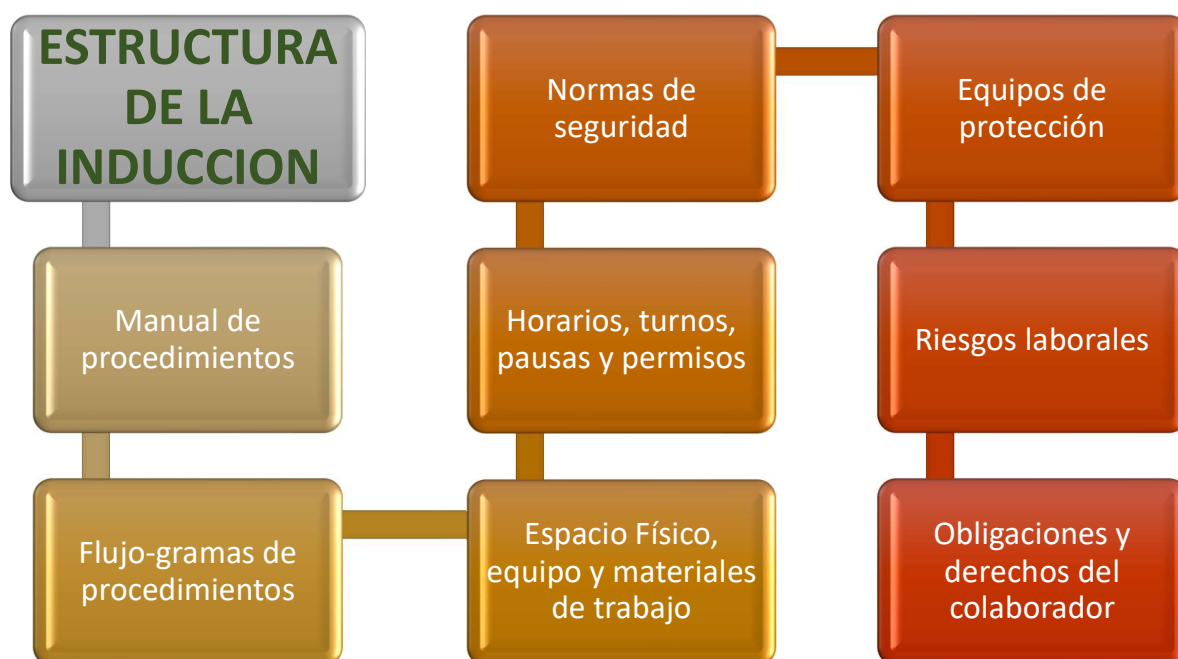 ESTRUCTURA
DE LA
INDUCCION
Manual de
procedimientos
Flujo-gramas de
procedimientos
Espacio Físico,
equipo y materiales
de trabajo
Horarios, turnos,
pausas y permisos
Normas de
seguridad
Equipos de
protección
Riesgos laborales
Obligaciones y
derechos del
colaborador